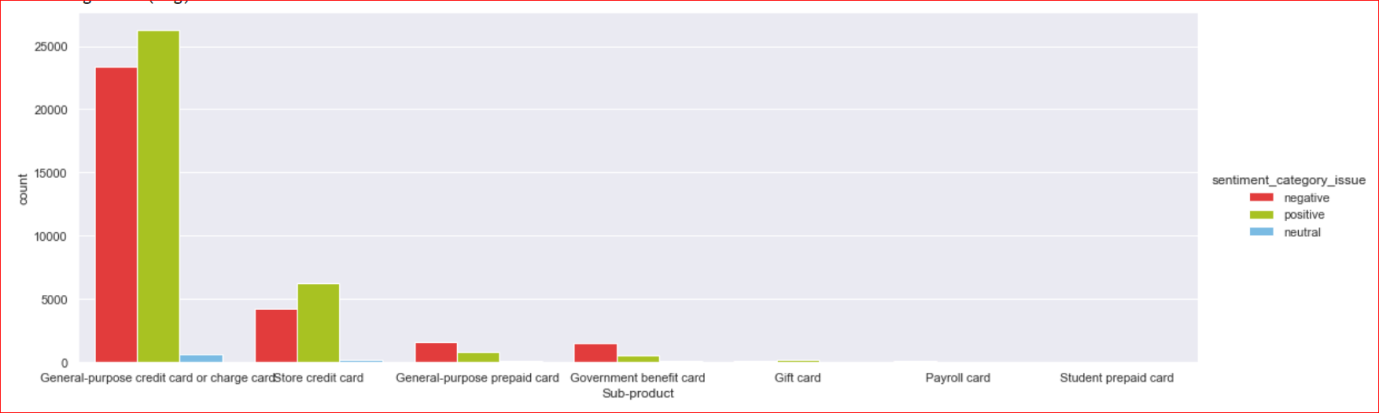 25000
20000
15000
10000
5000
0
count
General-purpose credit card or charge card
Store credit card
General-purpose prepaid card
Government benefit card
Gift card
Payroll card
Student prepaid card
Sub-product
sentiment_category_issue
negative
positive
neutral